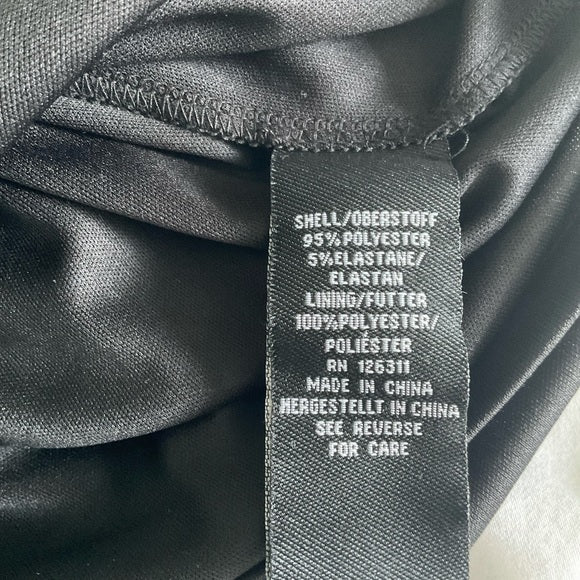 SHELL/OBERSTOFF
95%POLYESTER
5%ELASTANE/
ELASTAN
LINING/FUTTER
100%POLYESTER/
POLIÉSTER
RN 126311
MADE IN CHINA
HERGESTELLT IN CHINA
SEE REVERSE
FOR CARE